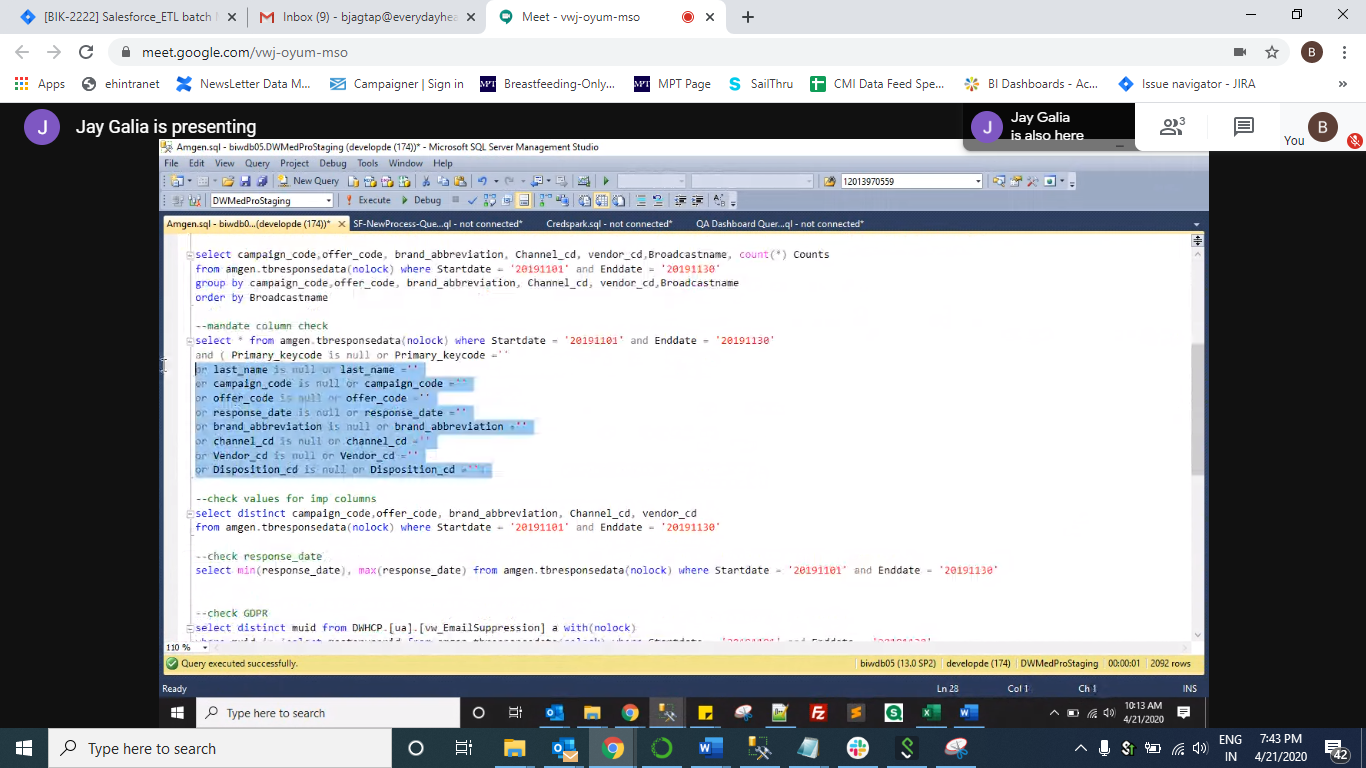 [BIK-2222] Salesforce_ETL batch
Inbox (9) - bjagtap@everydayhea
Meet - vwj-oyum-mso
meet.google.com/vwj-oyum-mso
B
Apps
ehintranet
NewsLetter Data M...
Campaigner | Sign in
MPT
Breastfeeding-Only...
MPT
MPT Page
SailThru
CMI Data Feed Spe...
BI Dashboards - Ac...
Issue navigator - JIRA
»
J
Jay Galia is presenting
J
Jay Galia
is also here
3
You
B
Amgen.sql - biwdb05.DWMedProStaging (developde (174))* - Microsoft SQL Server Management Studio
File Edit View Query Project Debug Tools Window Help
New Query
12013970559
DWMedProStaging
Execute
Debug
Amgen.sql - biwdb0...(developde (174))*
SF-NewProcess-Que...ql - not connected*
Credspark.sql - not connected*
QA Dashboard Quer...ql - not connected*
select campaign_code,offer_code, brand_abbreviation, Channel_cd, vendor_cd,Broadcastname, count(*) Counts
from amgen.tbresponsedata(nolock) where Startdate = '20191101' and Enddate = '20191130'
group by campaign_code,offer_code, brand_abbreviation, Channel_cd, vendor_cd,Broadcastname
order by Broadcastname
--mandate column check
select * from amgen.tbresponsedata(nolock) where Startdate = '20191101' and Enddate = '20191130'
and ( Primary_keycode is null or Primary_keycode =''
or last_name is null or last_name =''
or campaign_code is null or campaign_code =''
or offer_code is null or offer_code =''
or response_date is null or response_date =''
or brand_abbreviation is null or brand_abbreviation =''
or channel_cd is null or channel_cd =''
or Vendor_cd is null or Vendor_cd =''
or Disposition_cd is null or Disposition_cd =''
--check values for imp columns
select distinct campaign_code,offer_code, brand_abbreviation, Channel_cd, vendor_cd
from amgen.tbresponsedata(nolock) where Startdate = '20191101' and Enddate = '20191130'
--check response_date
select min(response_date), max(response_date) from amgen.tbresponsedata(nolock) where Startdate = '20191101' and Enddate = '20191130'
--check GDPR
select distinct muid from DWHCP.[ua].[vw_EmailSuppression] a with(nolock)
110 %
Query executed successfully.
biwdb05 (13.0 SP2)
developde (174)
DWMedProStaging
00:00:01
2092 rows
Ready
Ln 28
Col 1
Ch 1
INS
Type here to search
10:13 AM
4/21/2020
Type here to search
ENG
IN
7:43 PM
4/21/2020
42